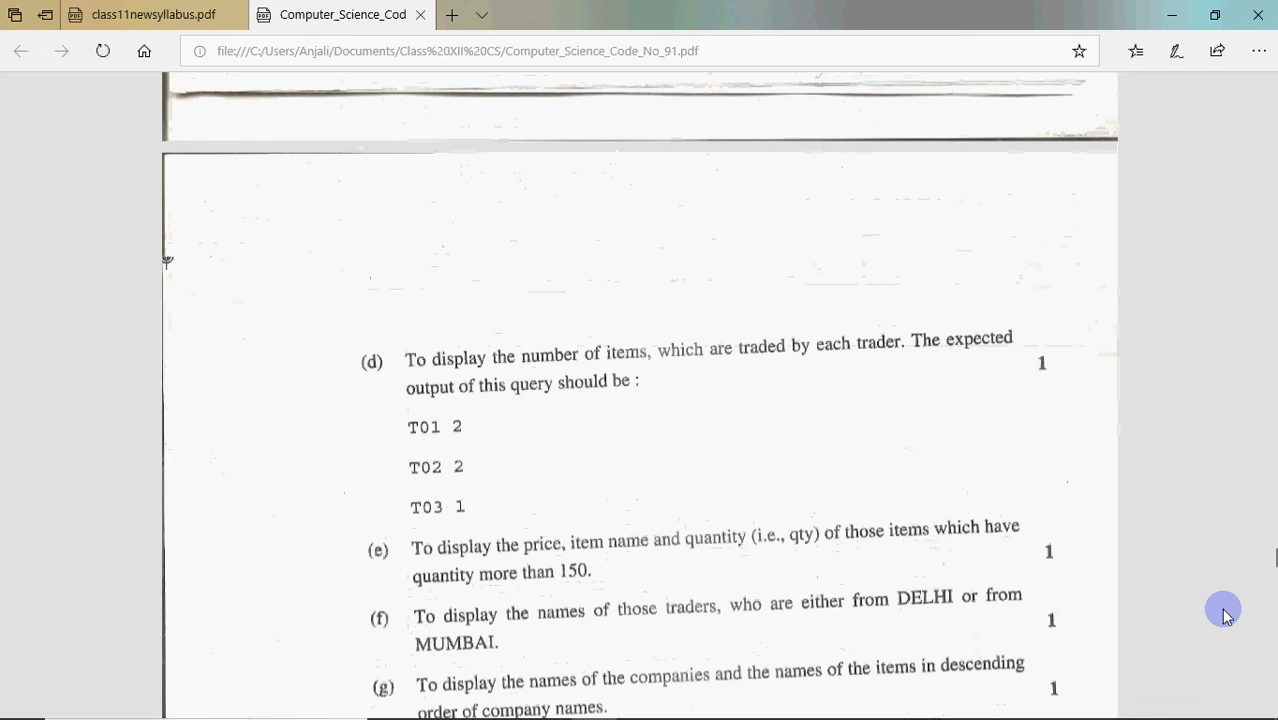 class11newsyllabus.pdf
Computer_Science_Cod
file:///C:/Users/Anjali/Documents/Class%20XII%20CS/Computer_Science_Code_No_91.pdf
(d) To display the number of items, which are traded by each trader. The expected 1
output of this query should be :
T01 2
T02 2
T03 1
(e) To display the price, item name and quantity (i.e., qty) of those items which have 1
quantity more than 150.
(f) To display the names of those traders, who are either from DELHI or from 1
MUMBAI.
(g) To display the names of the companies and the names of the items in descending 1
order of company names.